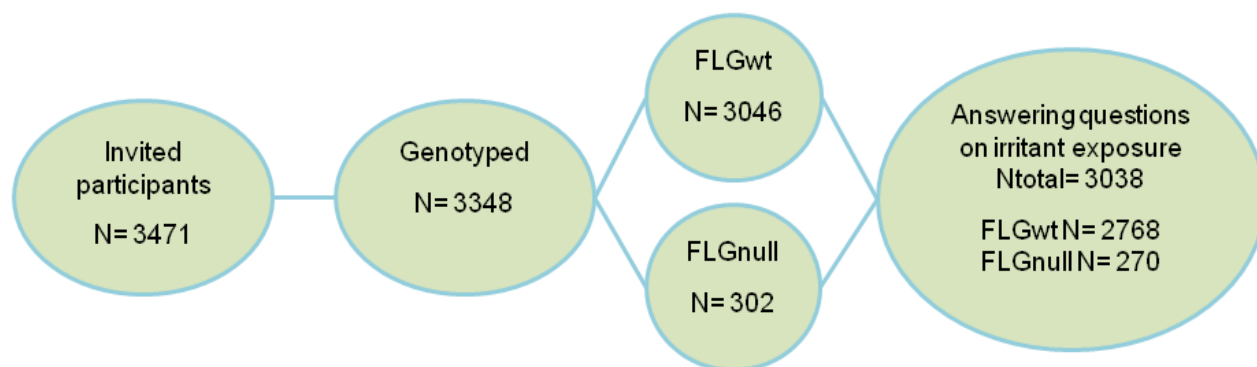 Invited
participants
N= 3471
Genotyped
N= 3348
FLGwt
N= 3046
FLGnull
N= 302
Answering questions
on irritant exposure
Ntotal= 3038
FLGwt N= 2768
FLGnull N= 270